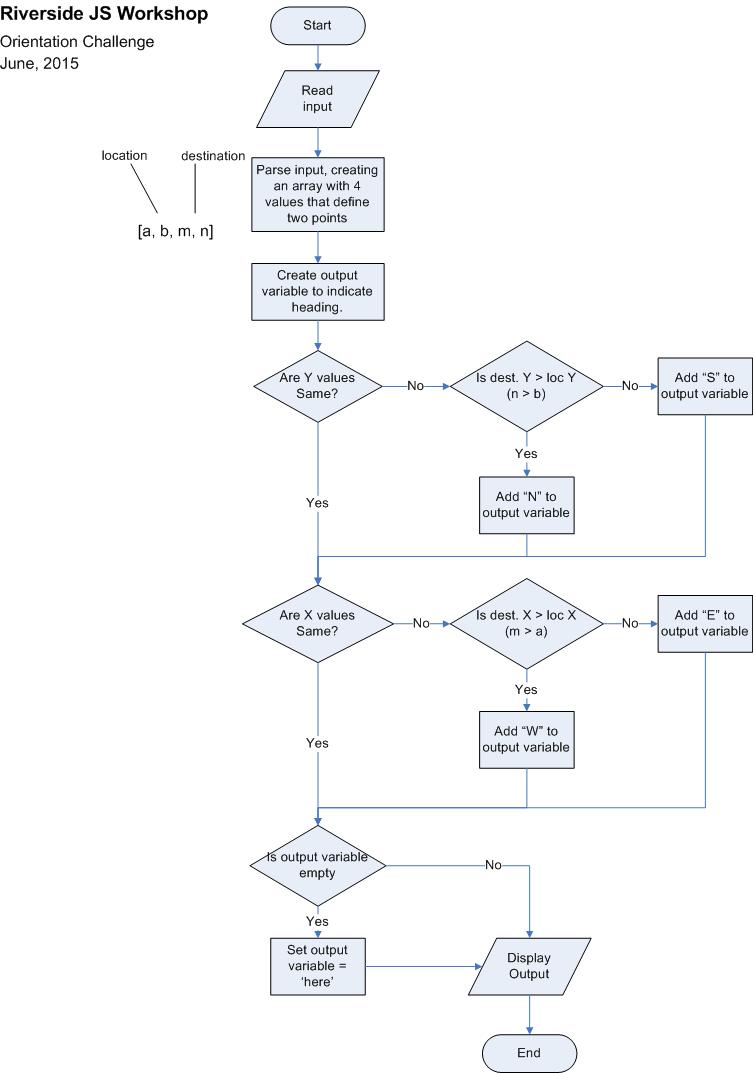 Riverside JS Workshop
Orientation Challenge
June, 2015
Start
Read
input
location
destination
[a, b, m, n]
Parse input, creating
an array with 4
values that define
two points
Create output
variable to indicate
heading.
Are Y values
Same?
No
Is dest. Y > loc Y
(n > b)
No
Add “S” to
output variable
Yes
Add “N” to
output variable
Yes
Are X values
Same?
No
Is dest. X > loc X
(m > a)
No
Add “E” to
output variable
Yes
Add “W” to
output variable
Yes
Is output variable
empty
No
Yes
Set output
variable =
‘here’
Display
Output
End